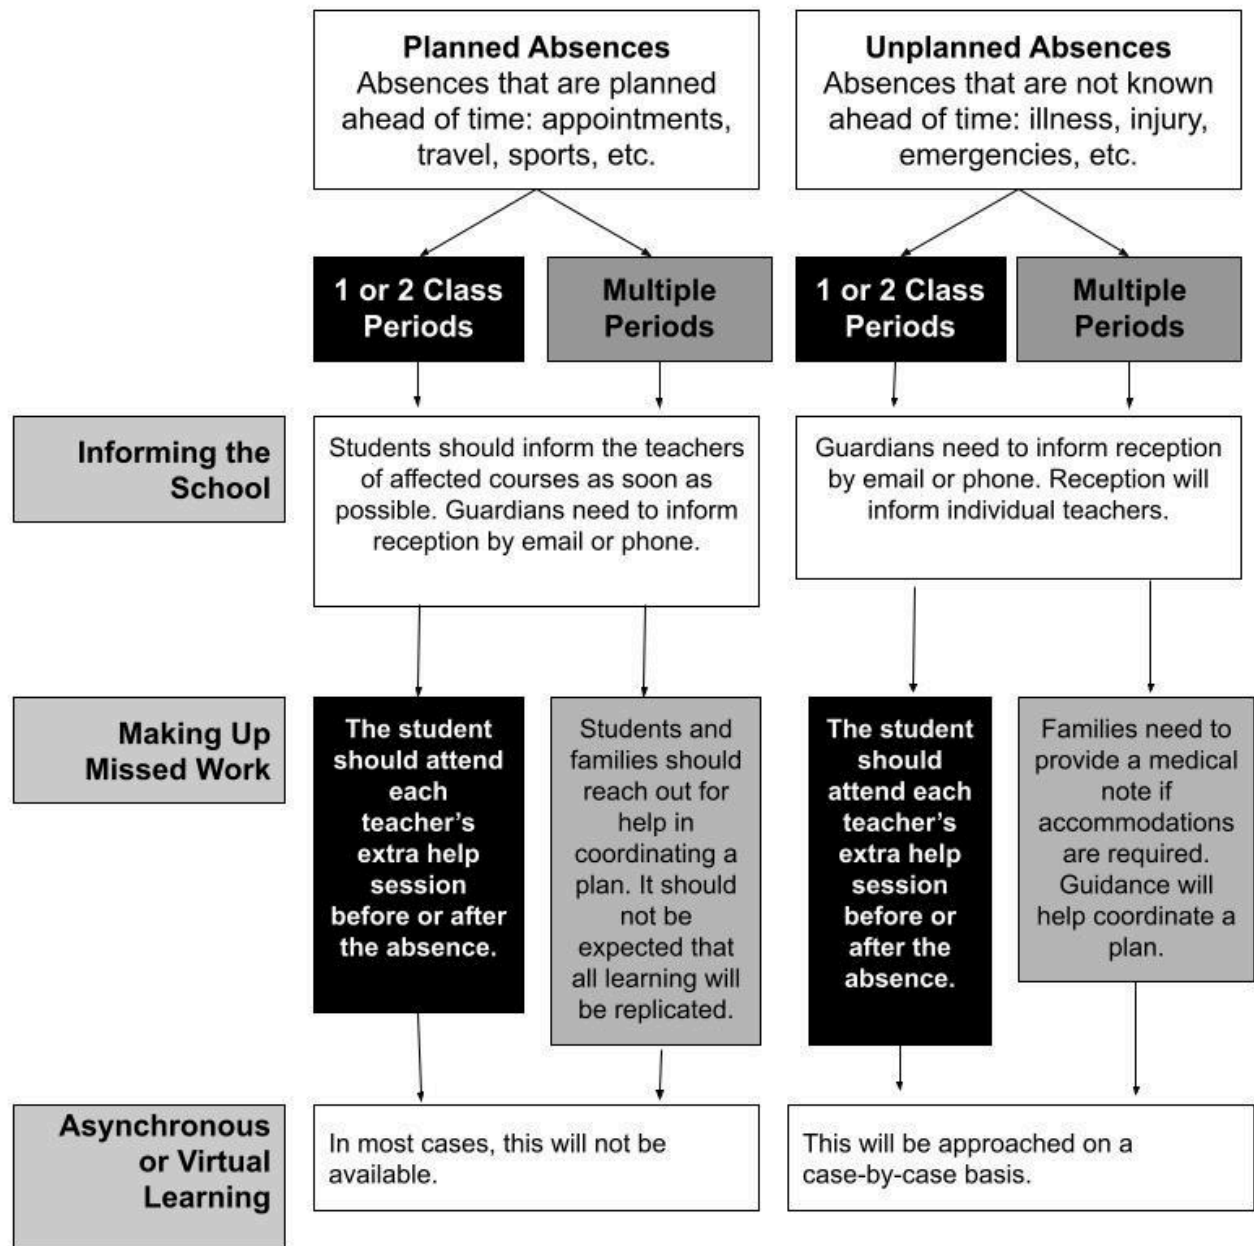 Planned Absences
Absences that are planned
ahead of time: appointments,
travel, sports, etc.
Unplanned Absences
Absences that are not known
ahead of time: illness, injury,
emergencies, etc.
1 or 2 Class
Periods
Multiple
Periods
1 or 2 Class
Periods
Multiple
Periods
Informing the
School
Students should inform the teachers
of affected courses as soon as
possible. Guardians need to inform
reception by email or phone.
Guardians need to inform reception
by email or phone. Reception will
inform individual teachers.
Making Up
Missed Work
The student
should attend
each
teacher’s
extra help
session
before or after
the absence.
Students and
families should
reach out for
help in
coordinating a
plan. It should
not be
expected that
all learning will
be replicated.
The student
should
attend each
teacher’s
extra help
session
before or
after the
absence.
Families need to
provide a medical
note if
accommodations
are required.
Guidance will
help coordinate a
plan.
Asynchronous
or Virtual
Learning
In most cases, this will not be
available.
This will be approached on a
case-by-case basis.